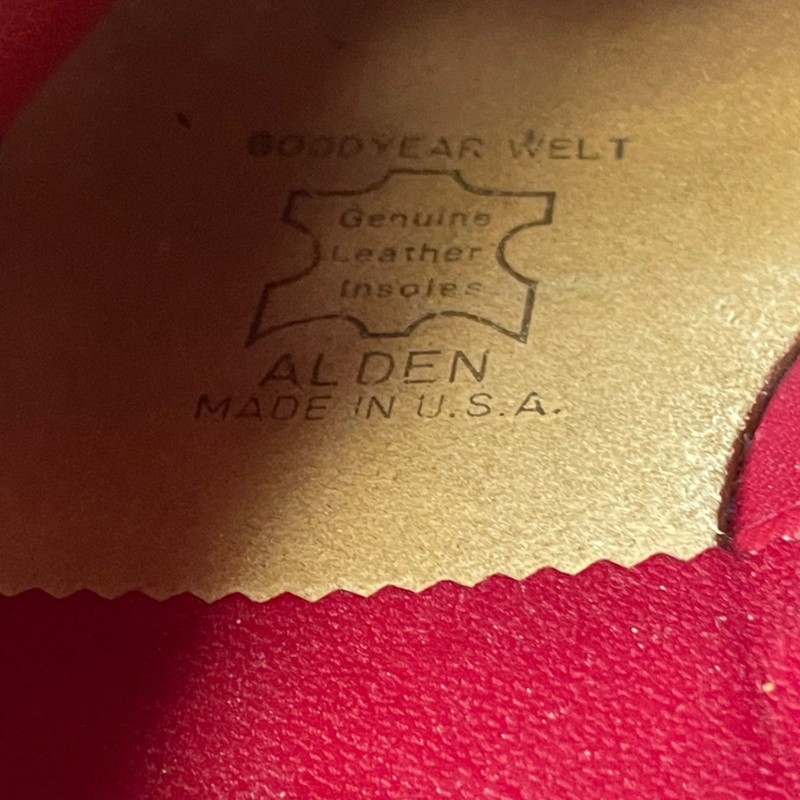 GOODYEAR WELT
Genuine
Leather
Insoles
ALDEN
MADE IN U.S.A.